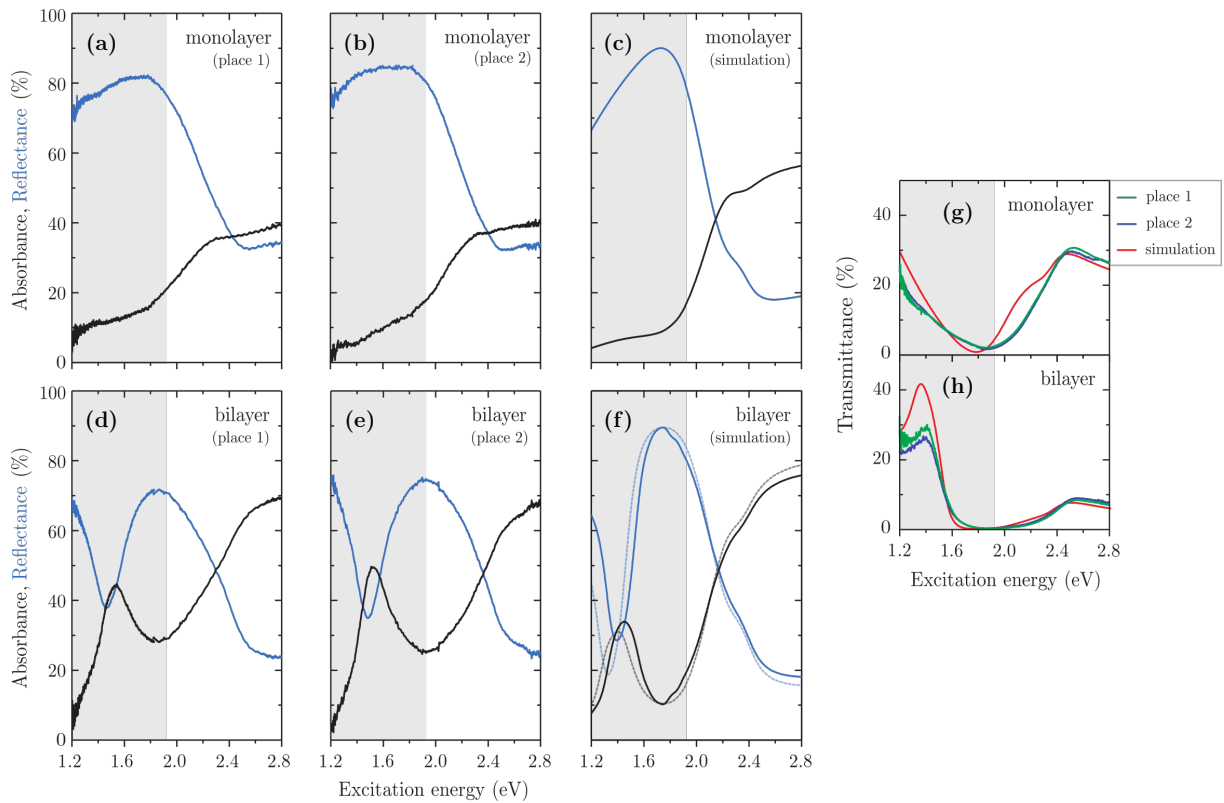 100
80
60
40
20
0
Absorbance, Reflectance (%)
(a)
monolayer
(place 1)
(b)
monolayer
(place 2)
(c)
monolayer
(simulation)
100
80
60
40
20
0
Absorbance, Reflectance (%)
(d)
bilayer
(place 1)
(e)
bilayer
(place 2)
(f)
bilayer
(simulation)
1.2 1.6 2.0 2.4 2.8
1.2 1.6 2.0 2.4 2.8
1.2 1.6 2.0 2.4 2.8
Excitation energy (eV)
40
20
0
40
20
0
Transmittance (%)
(g)
monolayer
place 1
place 2
simulation
(h)
bilayer
1.2 1.6 2.0 2.4 2.8
Excitation energy (eV)